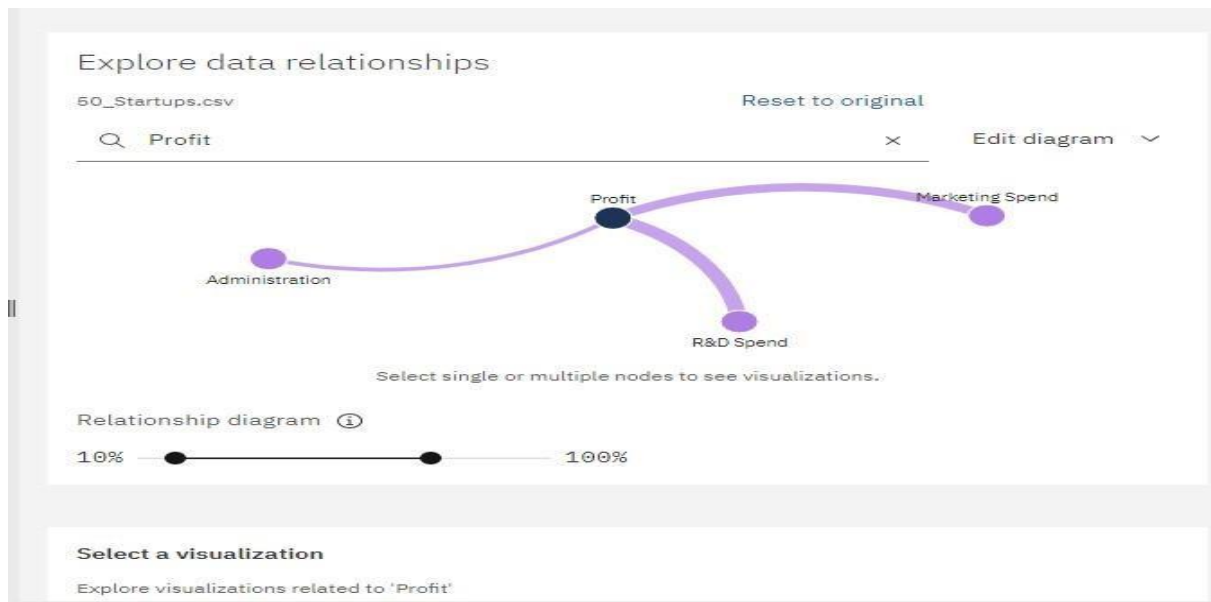 Explore data relationships
50_Startups.csv
Reset to original
Profit
Edit diagram
Profit
Marketing Spend
Administration
R&D Spend
Select single or multiple nodes to see visualizations.
Relationship diagram
10%
100%
Select a visualization
Explore visualizations related to 'Profit'